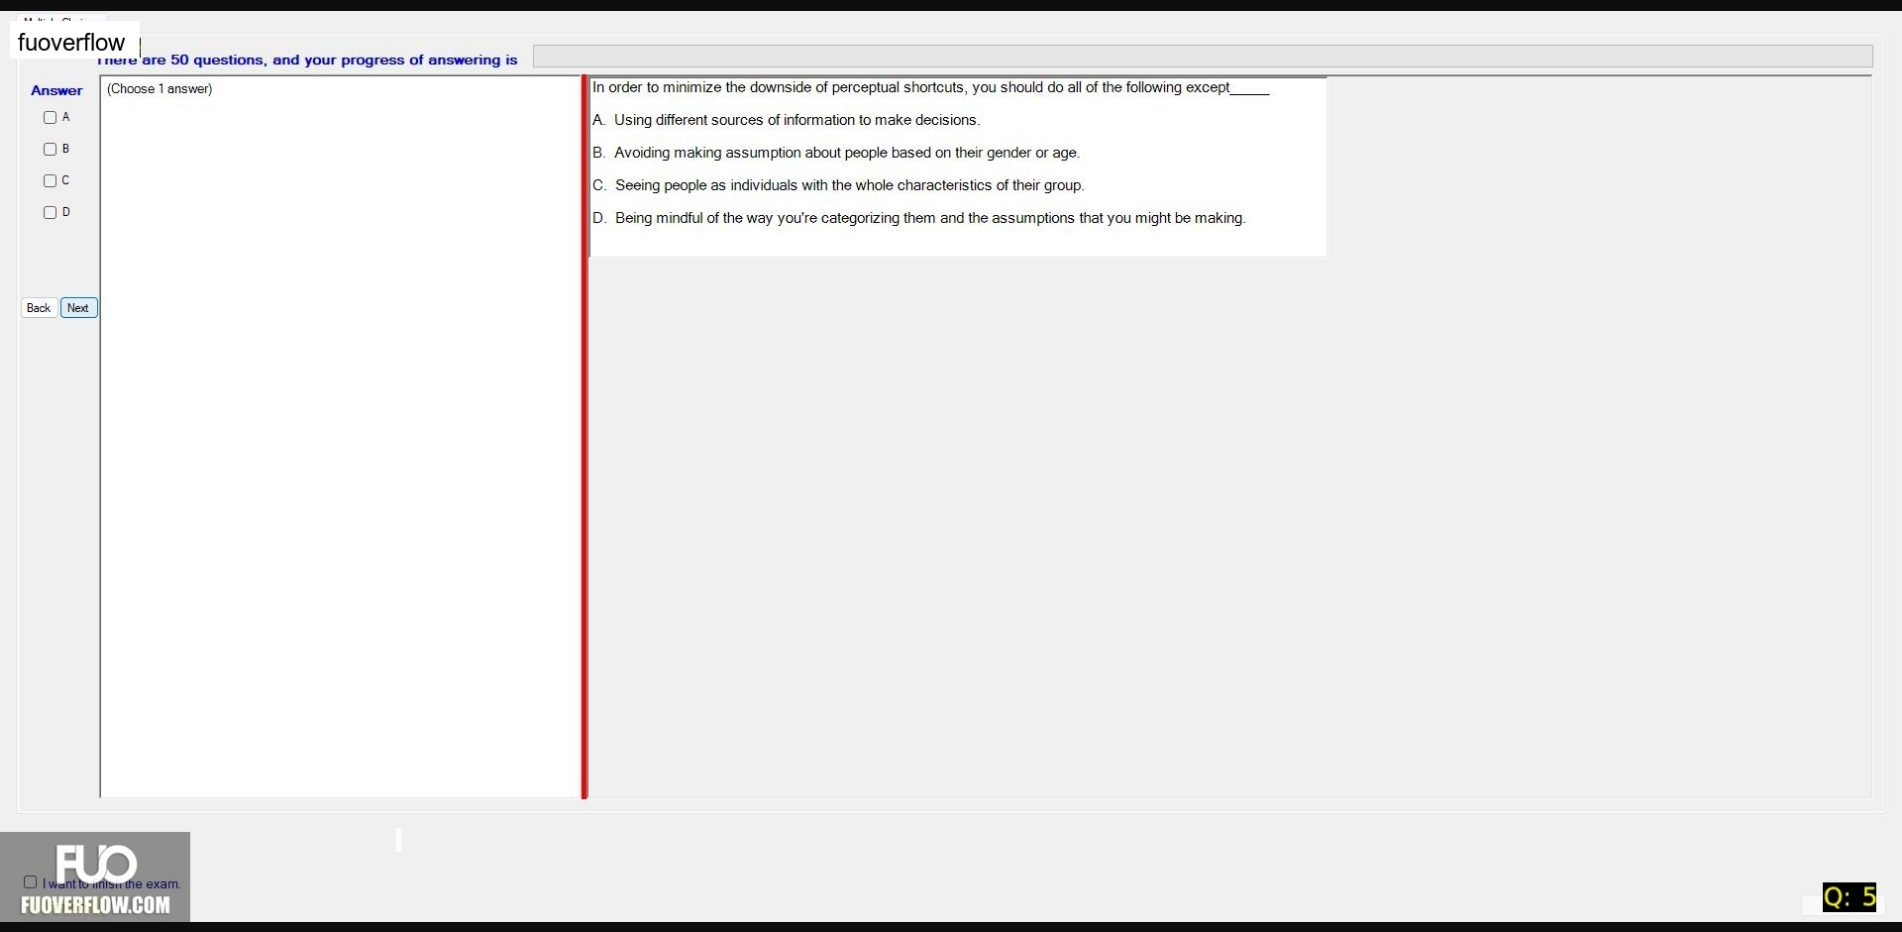 fuoverflow
There are 50 questions, and your progress of answering is
Answer
(Choose 1 answer)
A
B
C
D
Back
Next
In order to minimize the downside of perceptual shortcuts, you should do all of the following except_____
A. Using different sources of information to make decisions.
B. Avoiding making assumption about people based on their gender or age.
C. Seeing people as individuals with the whole characteristics of their group.
D. Being mindful of the way you're categorizing them and the assumptions that you might be making.
FUO
I want to finish the exam.
FUOVERFLOW.COM
Q: 5